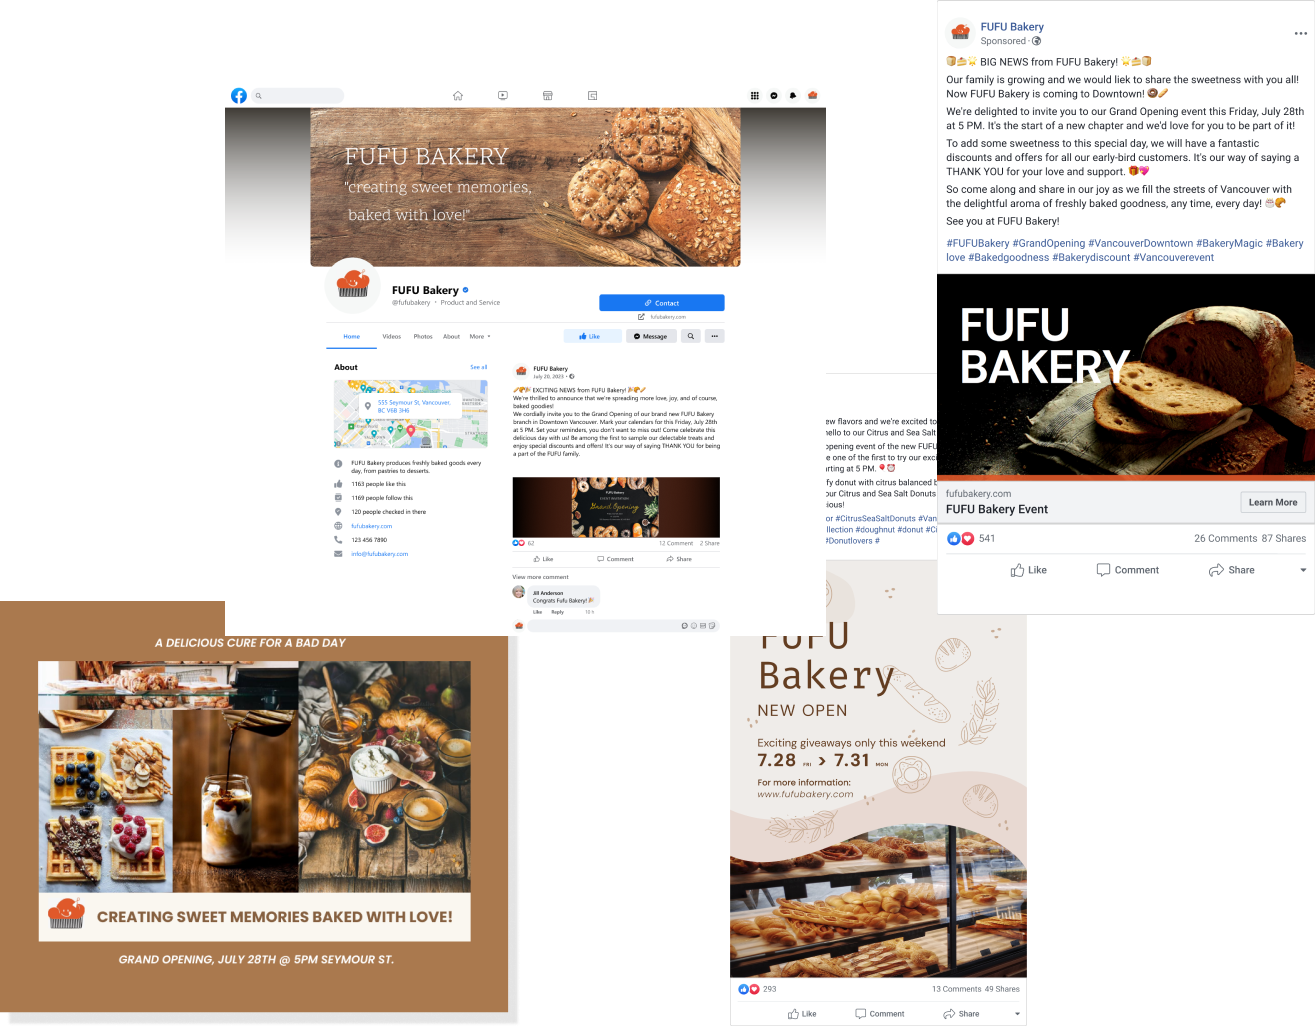 FUFU BAKERY
"creating sweet memories,
baked with love!"
FUFU Bakery
@fufubakery • Product and Service
Contact
fufubakery.com
Home Videos Photos About More
Like Message
About See all
555 Seymour St, Vancouver,
BC V6B 3H6
FUFU Bakery produces freshly baked goods every
day, from pastries to desserts.
1163 people like this
1169 people follow this
120 people checked in there
fufubakery.com
123 456 7890
info@fufubakery.com
FUFU Bakery
July 20, 2023
🥖🥐🎉 EXCITING NEWS from FUFU Bakery! 🎉🥐🥖
We're thrilled to announce that we're spreading more love, joy, and of course,
baked goodies!
We cordially invite you to the Grand Opening of our brand new FUFU Bakery
branch in Downtown Vancouver. Mark your calendars for this Friday, July 28th
at 5 PM. Set your reminders, you don't want to miss out! Come celebrate this
delicious day with us! Be among the first to sample our delectable treats and
enjoy special discounts and offers! It's our way of saying THANK YOU for being
a part of the FUFU family.
FUFU Bakery
EVENT INVITATION
Grand Opening
62 12 Comment 2 Share
Like Comment Share
View more comment
Jill Anderson
Congrats Fufu Bakery! 🎉
Like Reply 10 h
FUFU Bakery
Sponsored ·
🍞🍰🌟 BIG NEWS from FUFU Bakery! 🌟🍰🍞
Our family is growing and we would liek to share the sweetness with you all!
Now FUFU Bakery is coming to Downtown! 🍩🥖
We're delighted to invite you to our Grand Opening event this Friday, July 28th
at 5 PM. It's the start of a new chapter and we'd love for you to be part of it!
To add some sweetness to this special day, we will have a fantastic
discounts and offers for all our early-bird customers. It's our way of saying a
THANK YOU for your love and support. 🎁💖
So come along and share in our joy as we fill the streets of Vancouver with
the delightful aroma of freshly baked goodness, any time, every day! 🎂🥐
See you at FUFU Bakery!
#FUFUBakery #GrandOpening #VancouverDowntown #BakeryMagic #Bakery
love #Bakedgoodness #Bakerydiscount #Vancouverevent
FUFU
BAKERY
fufubakery.com
FUFU Bakery Event
Learn More
541 26 Comments 87 Shares
Like Comment Share
ew flavors and we're excited to
hello to our Citrus and Sea Salt
opening event of the new FUFU
e one of the first to try our exci
rting at 5 PM. 🎈⏰
fy donut with citrus balanced b
our Citrus and Sea Salt Donuts
ious!
or #CitrusSeaSaltDonuts #Van
llection #doughnut #donut #Ci
#Donutlovers #
FUFU
Bakery
NEW OPEN
Exciting giveaways only this weekend
7.28 FRI > 7.31 MON
For more information:
www.fufubakery.com
293 13 Comments 49 Shares
Like Comment Share
A DELICIOUS CURE FOR A BAD DAY
CREATING SWEET MEMORIES BAKED WITH LOVE!
GRAND OPENING, JULY 28TH @ 5PM SEYMOUR ST.